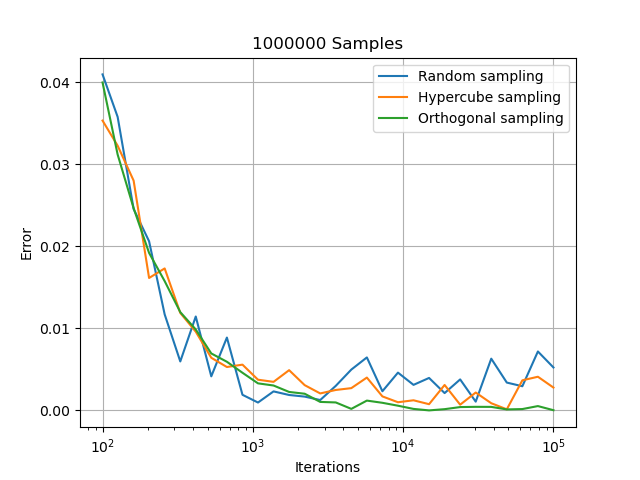 1000000 Samples
Random sampling
Hypercube sampling
Orthogonal sampling
Error
0.04
0.03
0.02
0.01
0.00
10²
10³
10⁴
10⁵
Iterations